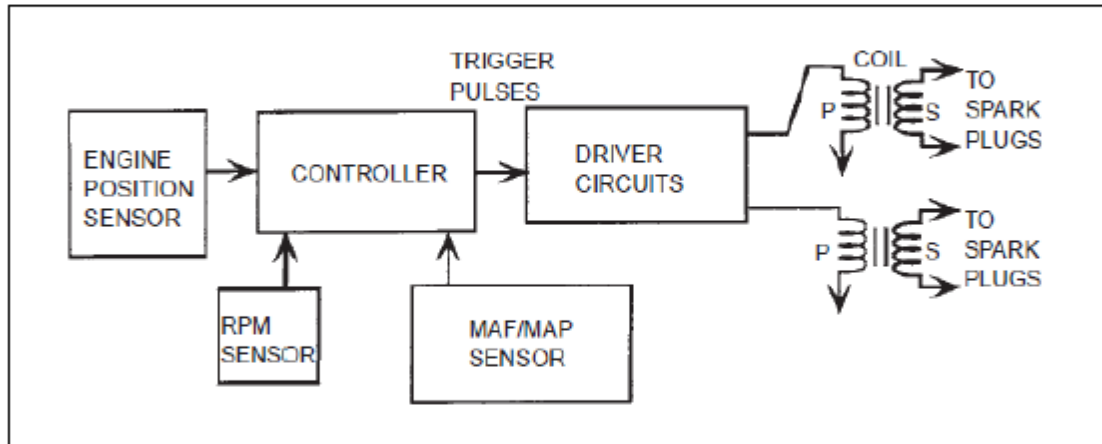 TRIGGER
PULSES
COIL
P
S
TO
SPARK
PLUGS
ENGINE
POSITION
SENSOR
CONTROLLER
DRIVER
CIRCUITS
P
S
TO
SPARK
PLUGS
RPM
SENSOR
MAF/MAP
SENSOR